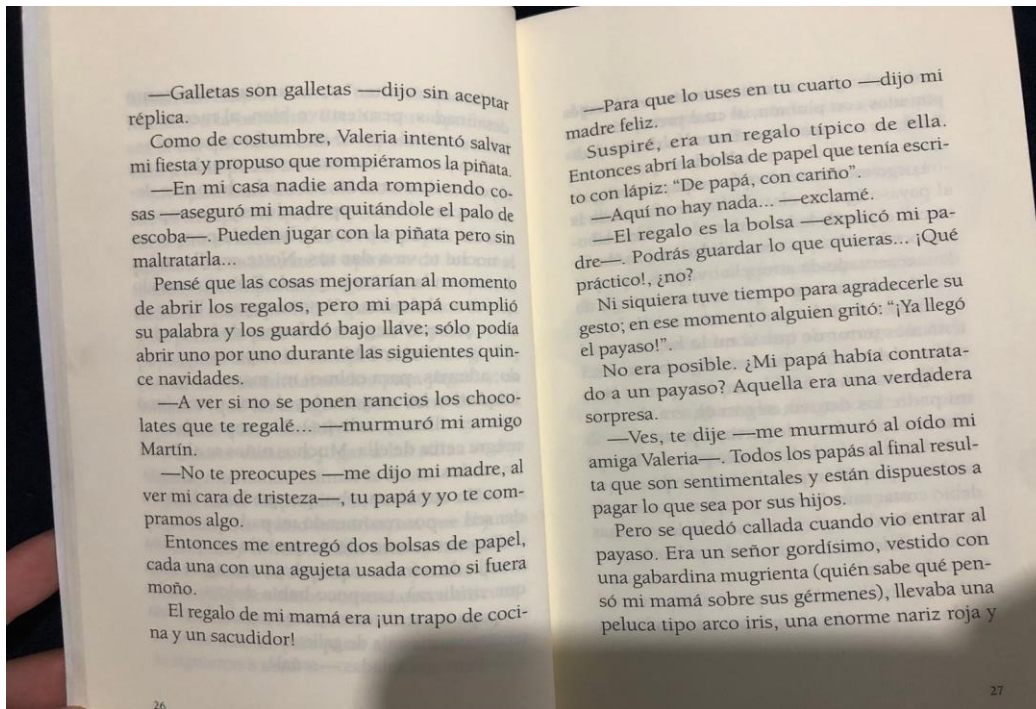 —Galletas son galletas —dijo sin aceptar
réplica.
Como de costumbre, Valeria intentó salvar
mi fiesta y propuso que rompiéramos la piñata.
—En mi casa nadie anda rompiendo co-
sas —aseguró mi madre quitándole el palo de
escoba—. Pueden jugar con la piñata pero sin
maltratarla...
Pensé que las cosas mejorarían al momento
de abrir los regalos, pero mi papá cumplió
su palabra y los guardó bajo llave; sólo podía
abrir uno por uno durante las siguientes quin-
ce navidades.
—A ver si no se ponen rancios los choco-
lates que te regalé... —murmuró mi amigo
Martín.
—No te preocupes —me dijo mi madre, al
ver mi cara de tristeza—, tu papá y yo te com-
pramos algo.
Entonces me entregó dos bolsas de papel,
cada una con una agujeta usada como si fuera
moño.
El regalo de mi mamá era ¡un trapo de coci-
na y un sacudidor!
26
—Para que lo uses en tu cuarto —dijo mi
madre feliz.
Suspiré, era un regalo típico de ella.
Entonces abrí la bolsa de papel que tenía escri-
to con lápiz: “De papá, con cariño”.
—Aquí no hay nada... —exclamé.
—El regalo es la bolsa —explicó mi pa-
dre—. Podrás guardar lo que quieras... ¡Qué
práctico!, ¿no?
Ni siquiera tuve tiempo para agradecerle su
gesto; en ese momento alguien gritó: “¡Ya llegó
el payaso!”.
No era posible. ¿Mi papá había contrata-
do a un payaso? Aquella era una verdadera
sorpresa.
—Ves, te dije —me murmuró al oído mi
amiga Valeria—. Todos los papás al final resul-
ta que son sentimentales y están dispuestos a
pagar lo que sea por sus hijos.
Pero se quedó callada cuando vio entrar al
payaso. Era un señor gordísimo, vestido con
una gabardina mugrienta (quién sabe qué pen-
só mi mamá sobre sus gérmenes), llevaba una
peluca tipo arco iris, una enorme nariz roja y
27